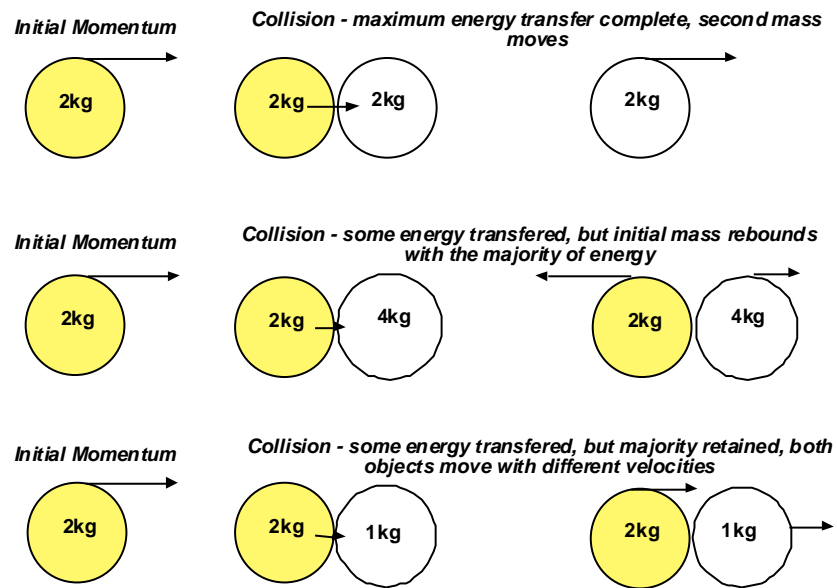 Initial Momentum
Collision - maximum energy transfer complete, second mass
moves
2kg
2kg
2kg
2kg
Initial Momentum
Collision - some energy transfered, but initial mass rebounds
with the majority of energy
2kg
2kg
4kg
2kg
4kg
Initial Momentum
Collision - some energy transfered, but majority retained, both
objects move with different velocities
2kg
2kg
1kg
2kg
1kg